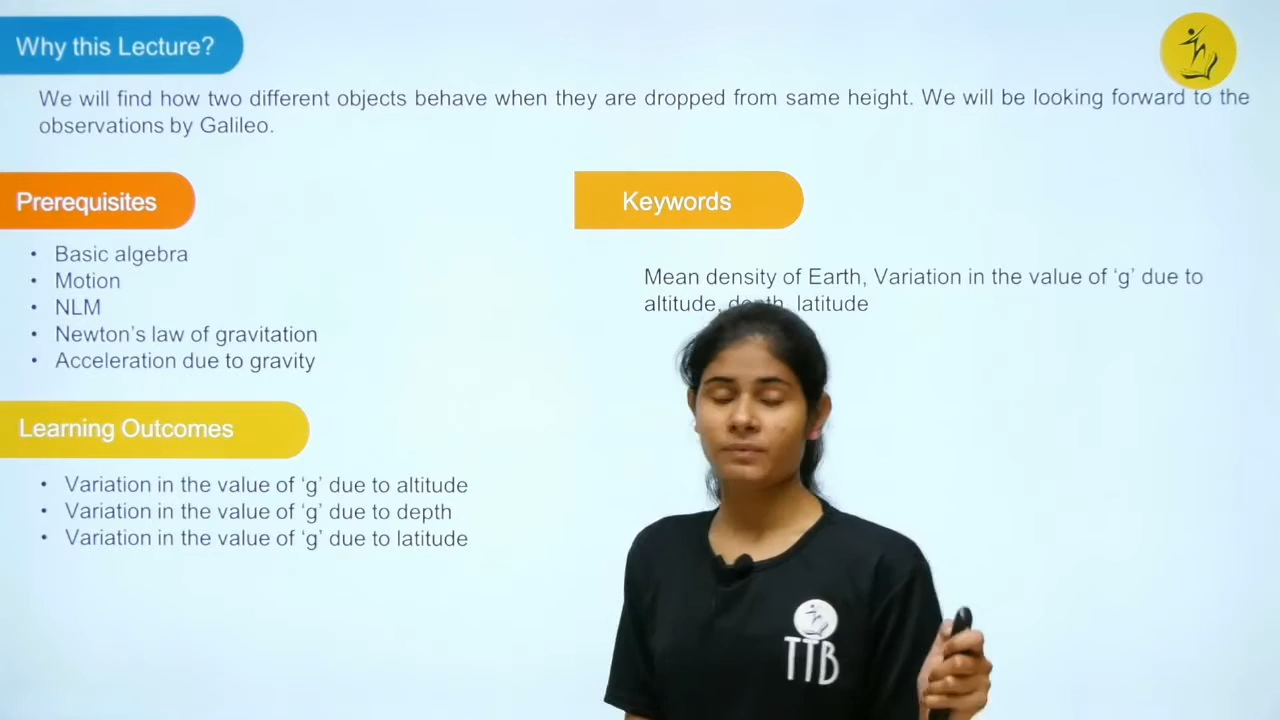 Why this Lecture?
We will find how two different objects behave when they are dropped from same height. We will be looking forward to the
observations by Galileo.
Prerequisites
• Basic algebra
• Motion
• NLM
• Newton's law of gravitation
• Acceleration due to gravity
Keywords
Mean density of Earth, Variation in the value of ‘g’ due to
altitude, depth, latitude
Learning Outcomes
• Variation in the value of ‘g’ due to altitude
• Variation in the value of ‘g’ due to depth
• Variation in the value of ‘g’ due to latitude
TTB